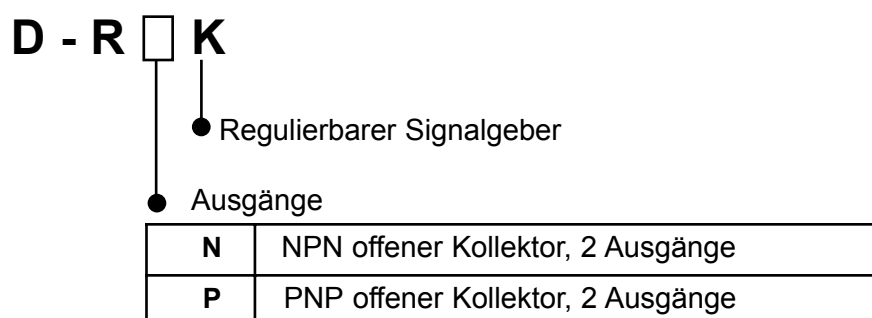 D - R □ K
Regulierbarer Signalgeber
Ausgänge
N NPN offener Kollektor, 2 Ausgänge
P PNP offener Kollektor, 2 Ausgänge